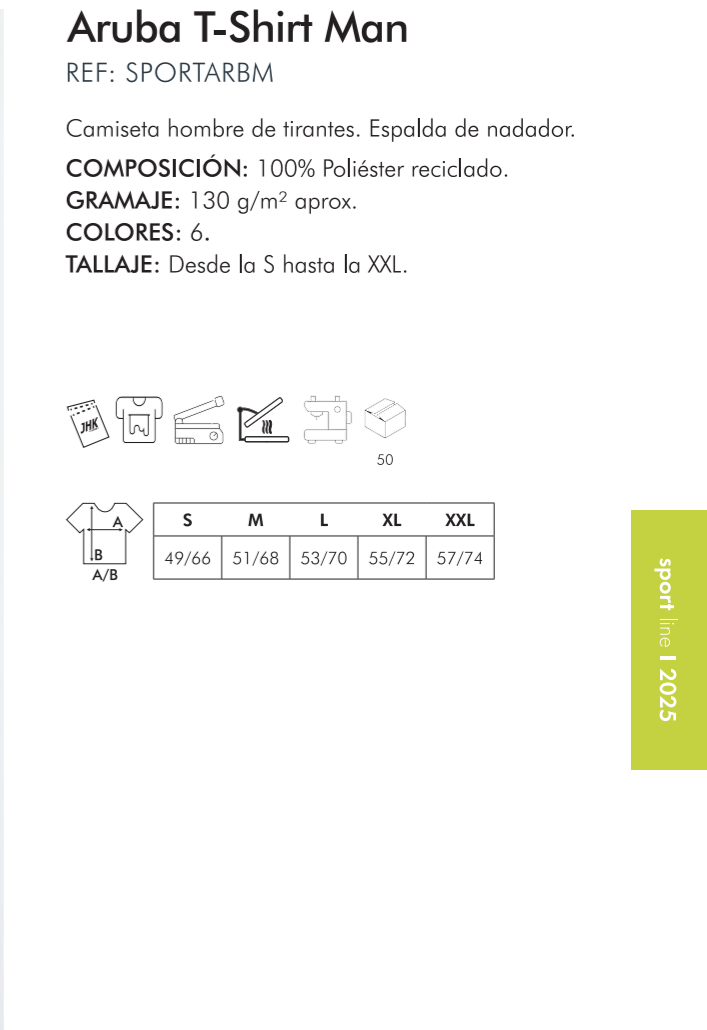 Aruba T-Shirt Man
REF: SPORTARBM
Camiseta hombre de tirantes. Espalda de nadador.
COMPOSICIÓN: 100% Poliéster reciclado.
GRAMAJE: 130 g/m² aprox.
COLORES: 6.
TALLAJE: Desde la S hasta la XXL.
JHK
50
A
B
A/B
S M L XL XXL
49/66 51/68 53/70 55/72 57/74
sport line I 2025